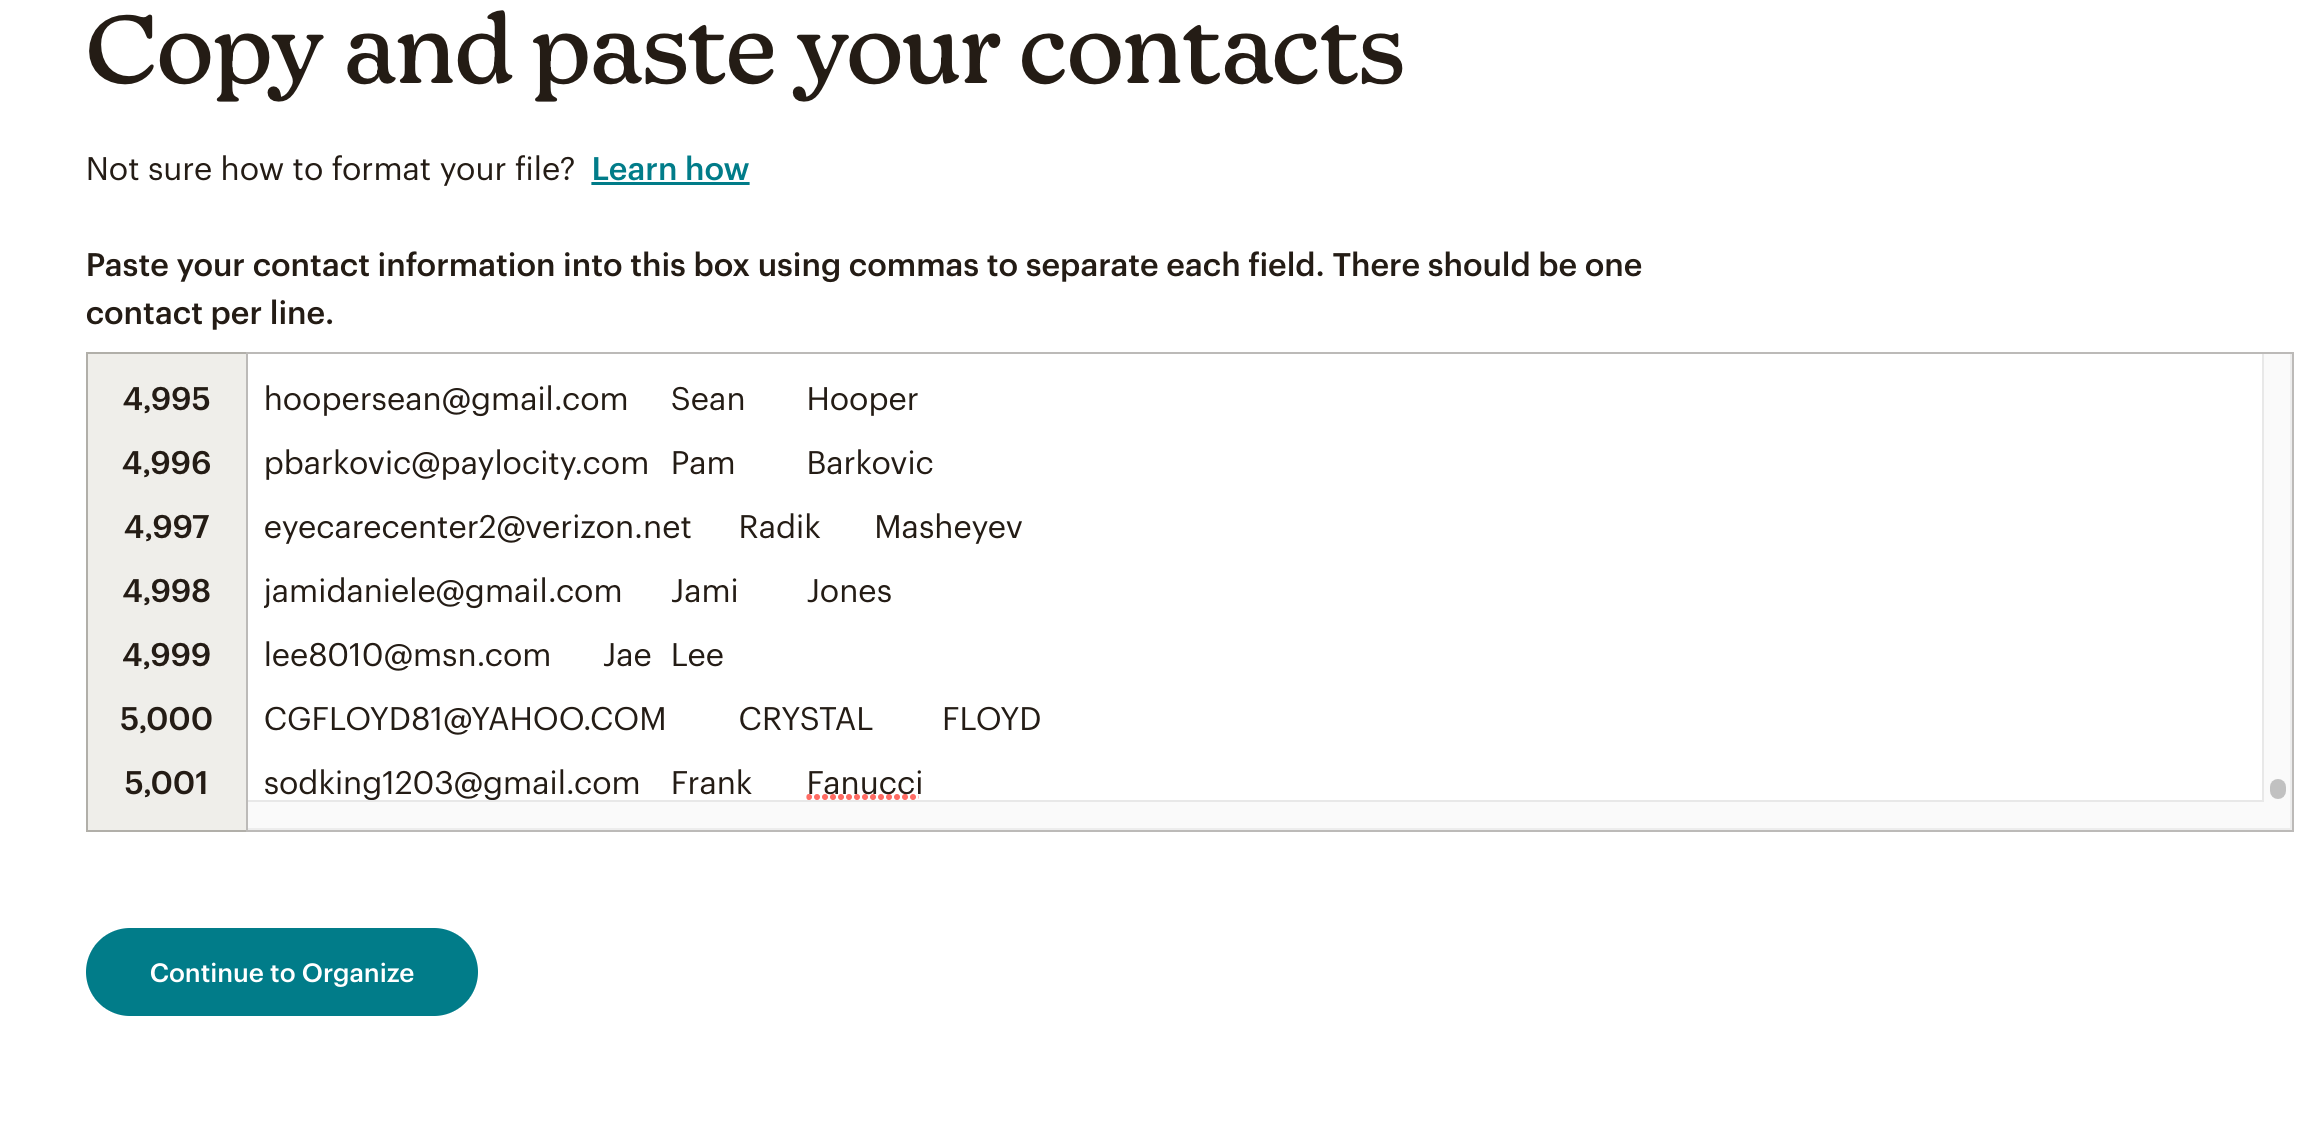 Copy and paste your contacts
Not sure how to format your file? Learn how
Paste your contact information into this box using commas to separate each field. There should be one
contact per line.
4,995 hoopersean@gmail.com Sean Hooper
4,996 pbarkovic@paylocity.com Pam Barkovic
4,997 eyecarecenter2@verizon.net Radik Masheyev
4,998 jamidaniele@gmail.com Jami Jones
4,999 lee8010@msn.com Jae Lee
5,000 CGFLOYD81@YAHOO.COM CRYSTAL FLOYD
5,001 sodking1203@gmail.com Frank Fanucci
Continue to Organize